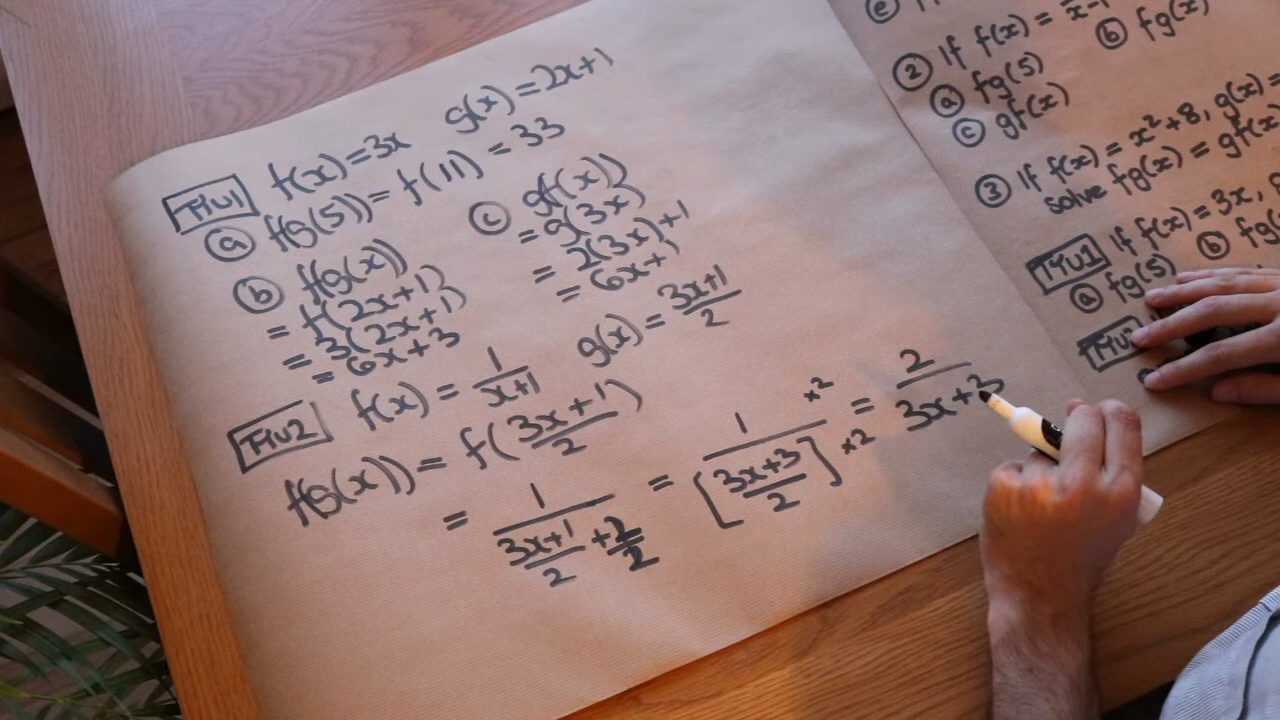 TYU1 f(x)=3x g(x)=2x+1
(a) f(g(5))= f(11) = 33
(b) f(g(x))
= f(2x+1)
= 3(2x+1)
= 6x+3
(c) gf(x))
= g(3x)
= 2(3x)+1
= 6x+1
TYU2 f(x) = 1/(x+1) g(x) = (3x+1)/2
f(g(x)) = f((3x+1)/2)
= 1/((3x+1)/2 + 2/2) = 1/[(3x+3)/2] ×2 ×2 = 2/(3x+3)
(e)
(2) If f(x) =
(a) fg(5) (b) fg(x)
(c) gf(x)
(3) If f(x) = x²+8, g(x) =
solve fg(x) = gf(x)
TYU1 If f(x) = 3x,
(a) fg(5) (b) fg(
TYU2